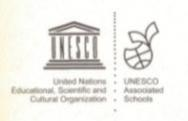 UNESCO
United Nations
Educational, Scientific and
Cultural Organization
UNESCO
Associated
Schools